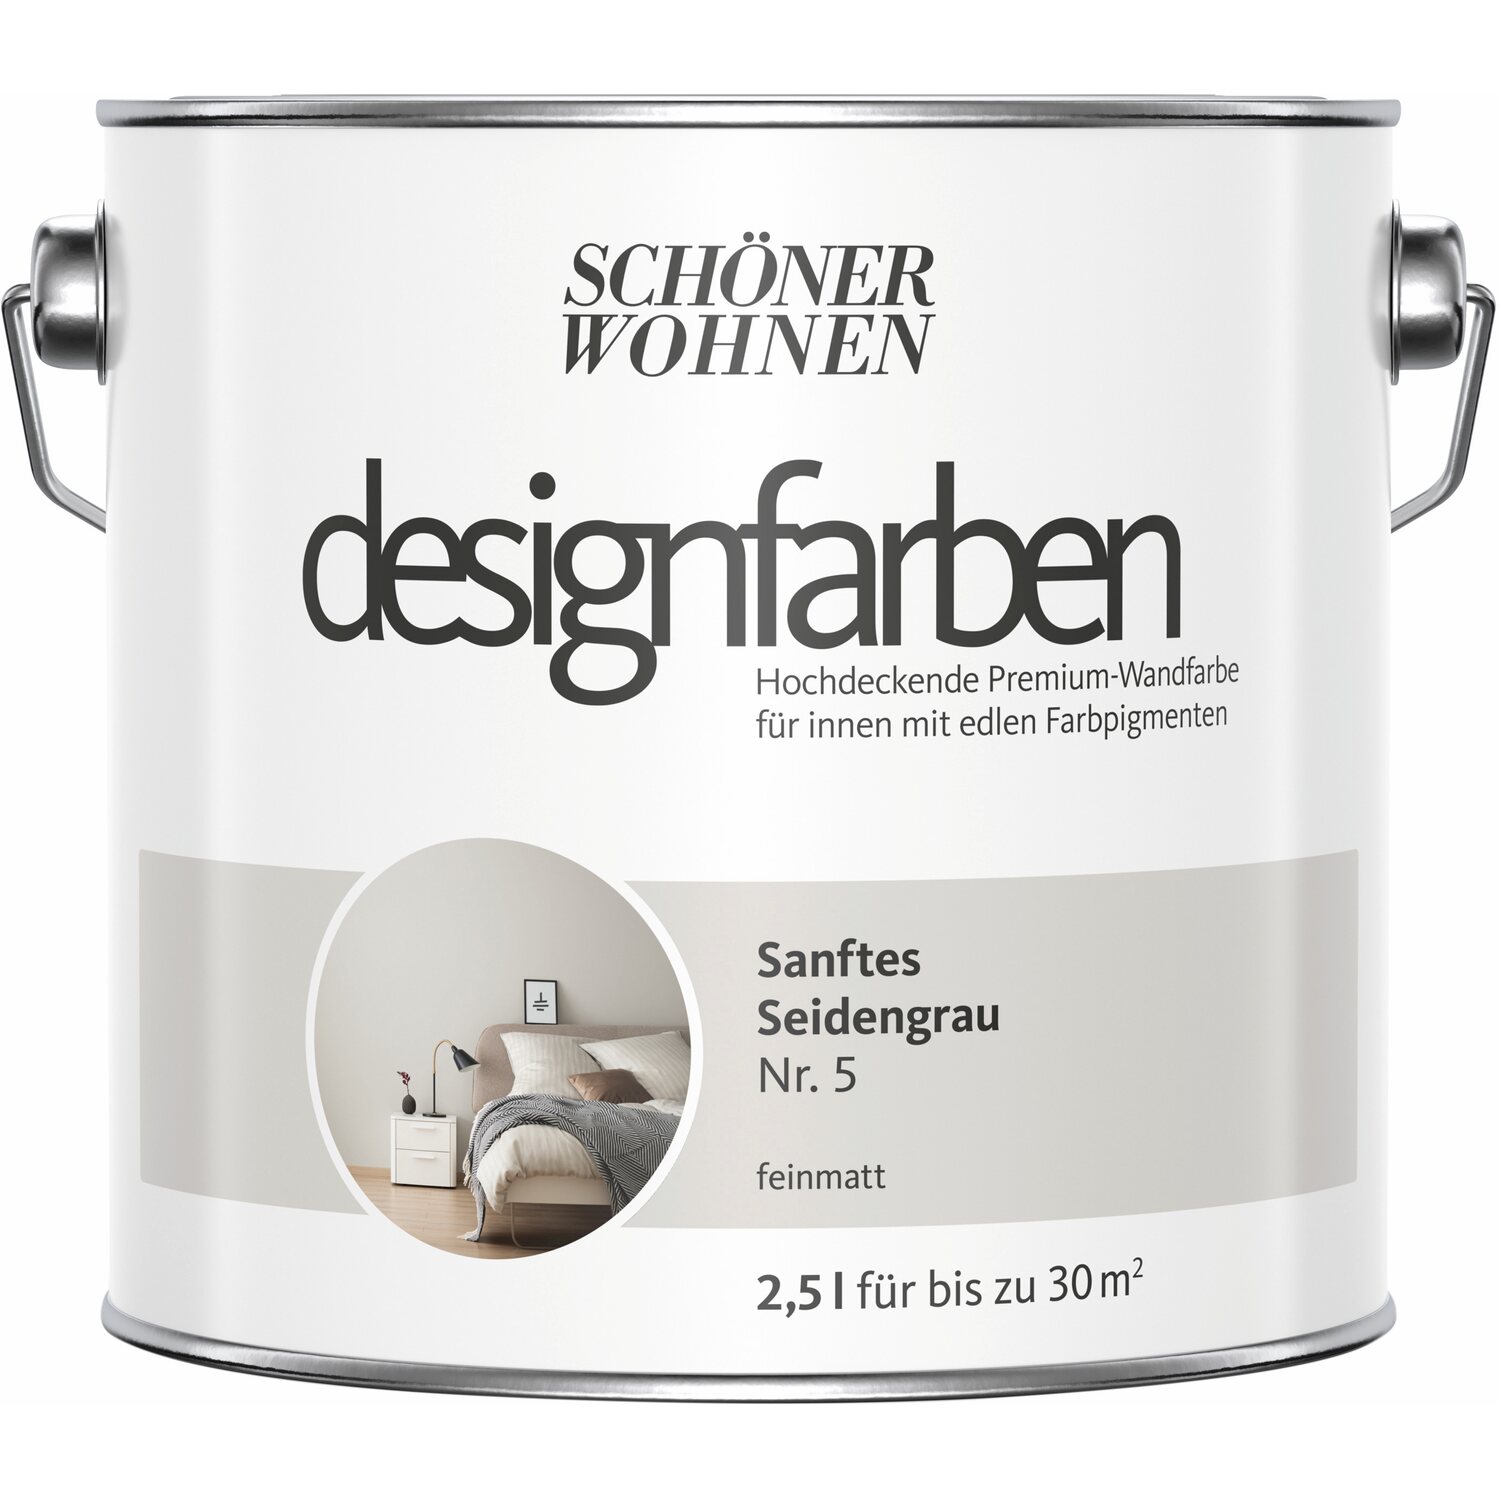 SCHÖNER
WOHNEN
designfarben
Hochdeckende Premium-Wandfarbe
für innen mit edlen Farbpigmenten
Sanftes
Seidengrau
Nr. 5
feinmatt
2,5 l für bis zu 30 m²